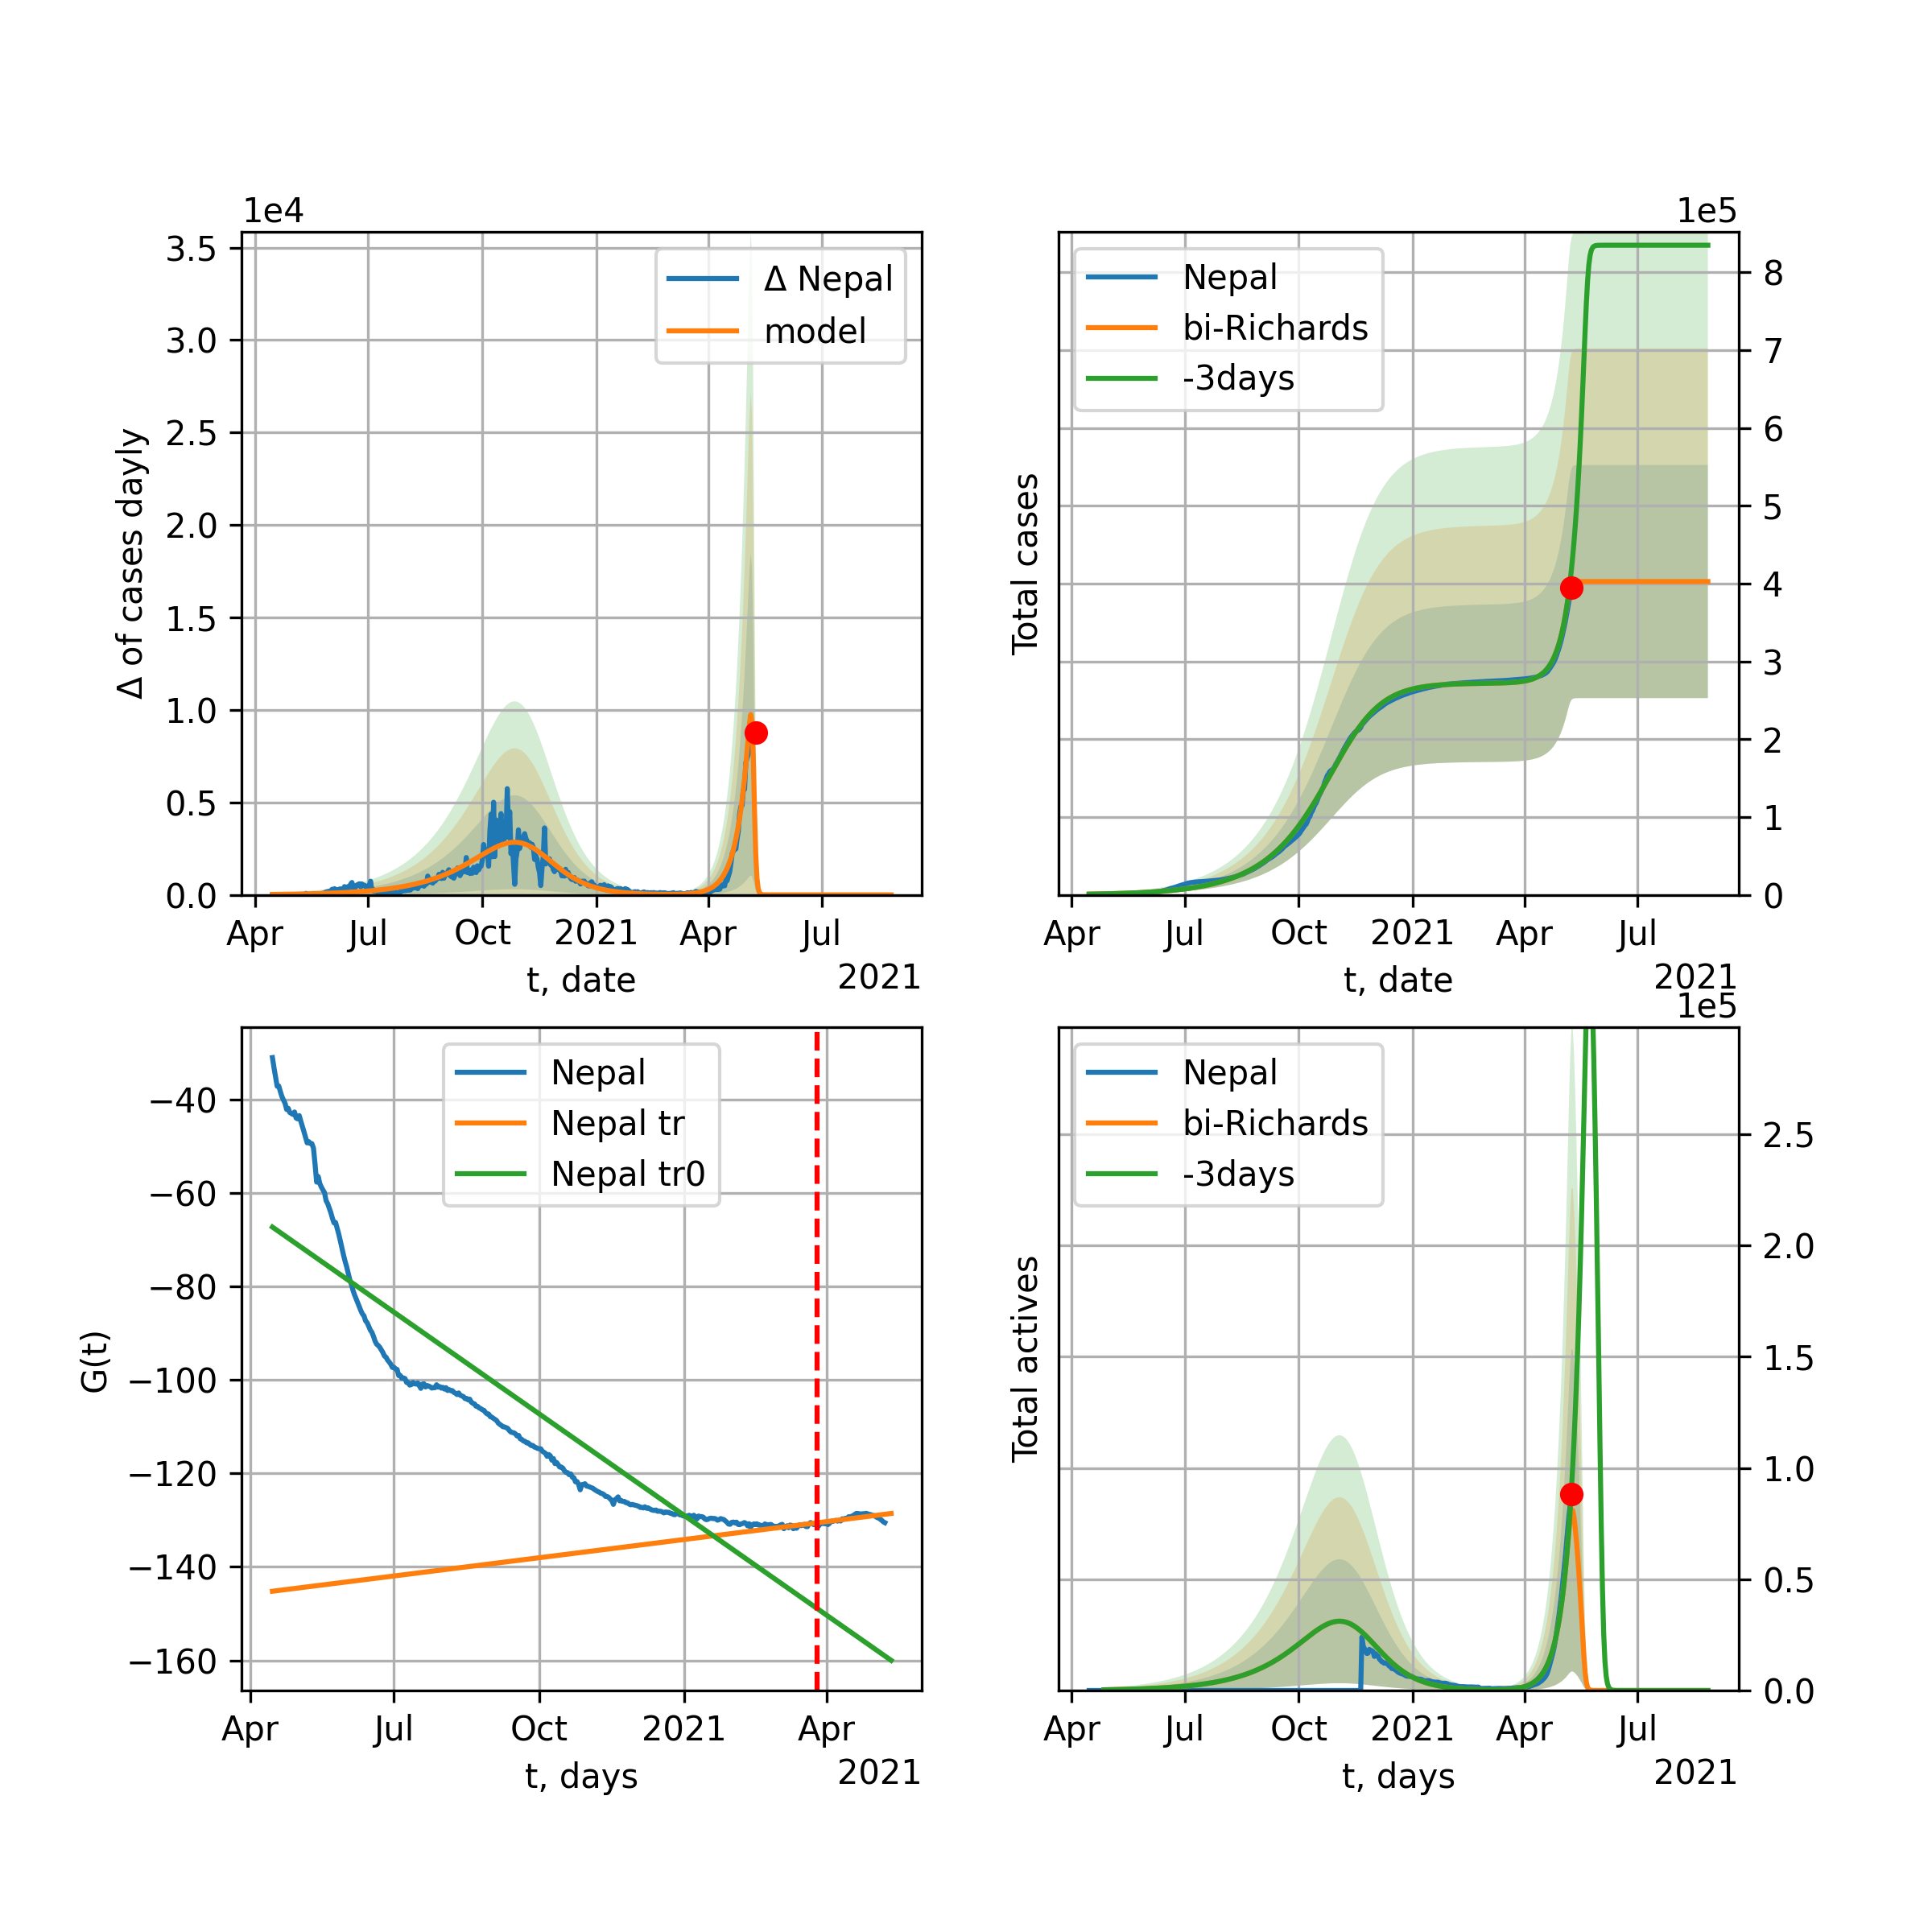 1e4
3.5
3.0
2.5
2.0
1.5
1.0
0.5
0.0
Δ of cases dayly
Δ Nepal
model
Apr Jul Oct 2021 Apr Jul
t, date
2021
1e5
Total cases
Nepal
bi-Richards
-3days
8
7
6
5
4
3
2
1
0
Apr Jul Oct 2021 Apr Jul
t, date
2021
−40
−60
−80
−100
−120
−140
−160
G(t)
Nepal
Nepal tr
Nepal tr0
Apr Jul Oct 2021 Apr
t, days
2021
1e5
Total actives
Nepal
bi-Richards
-3days
2.5
2.0
1.5
1.0
0.5
0.0
Apr Jul Oct 2021 Apr Jul
t, days
2021